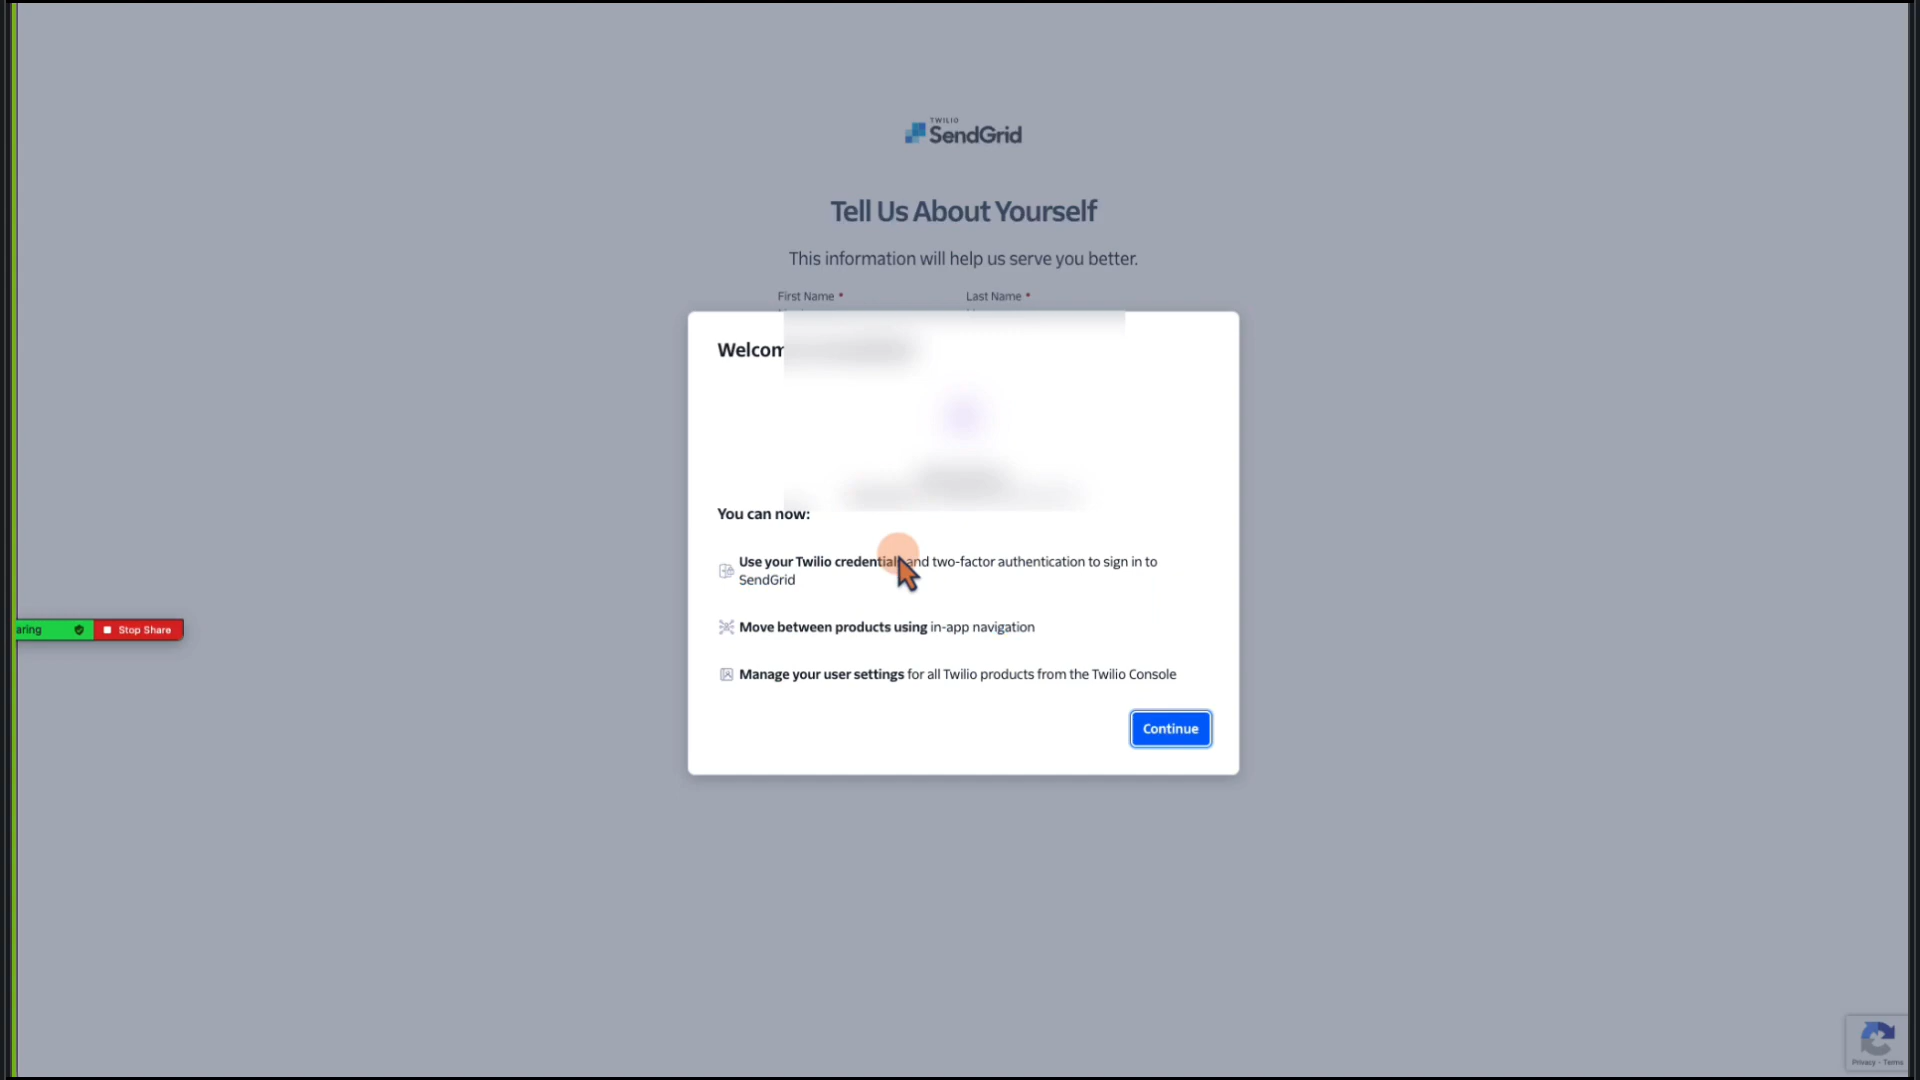 TWILIO
SendGrid
Tell Us About Yourself
This information will help us serve you better.
First Name * Last Name *
You can now:
Use your Twilio credentials and two-factor authentication to sign in to
SendGrid
aring Stop Share
Move between products using in-app navigation
Manage your user settings for all Twilio products from the Twilio Console
Continue
Privacy - Terms